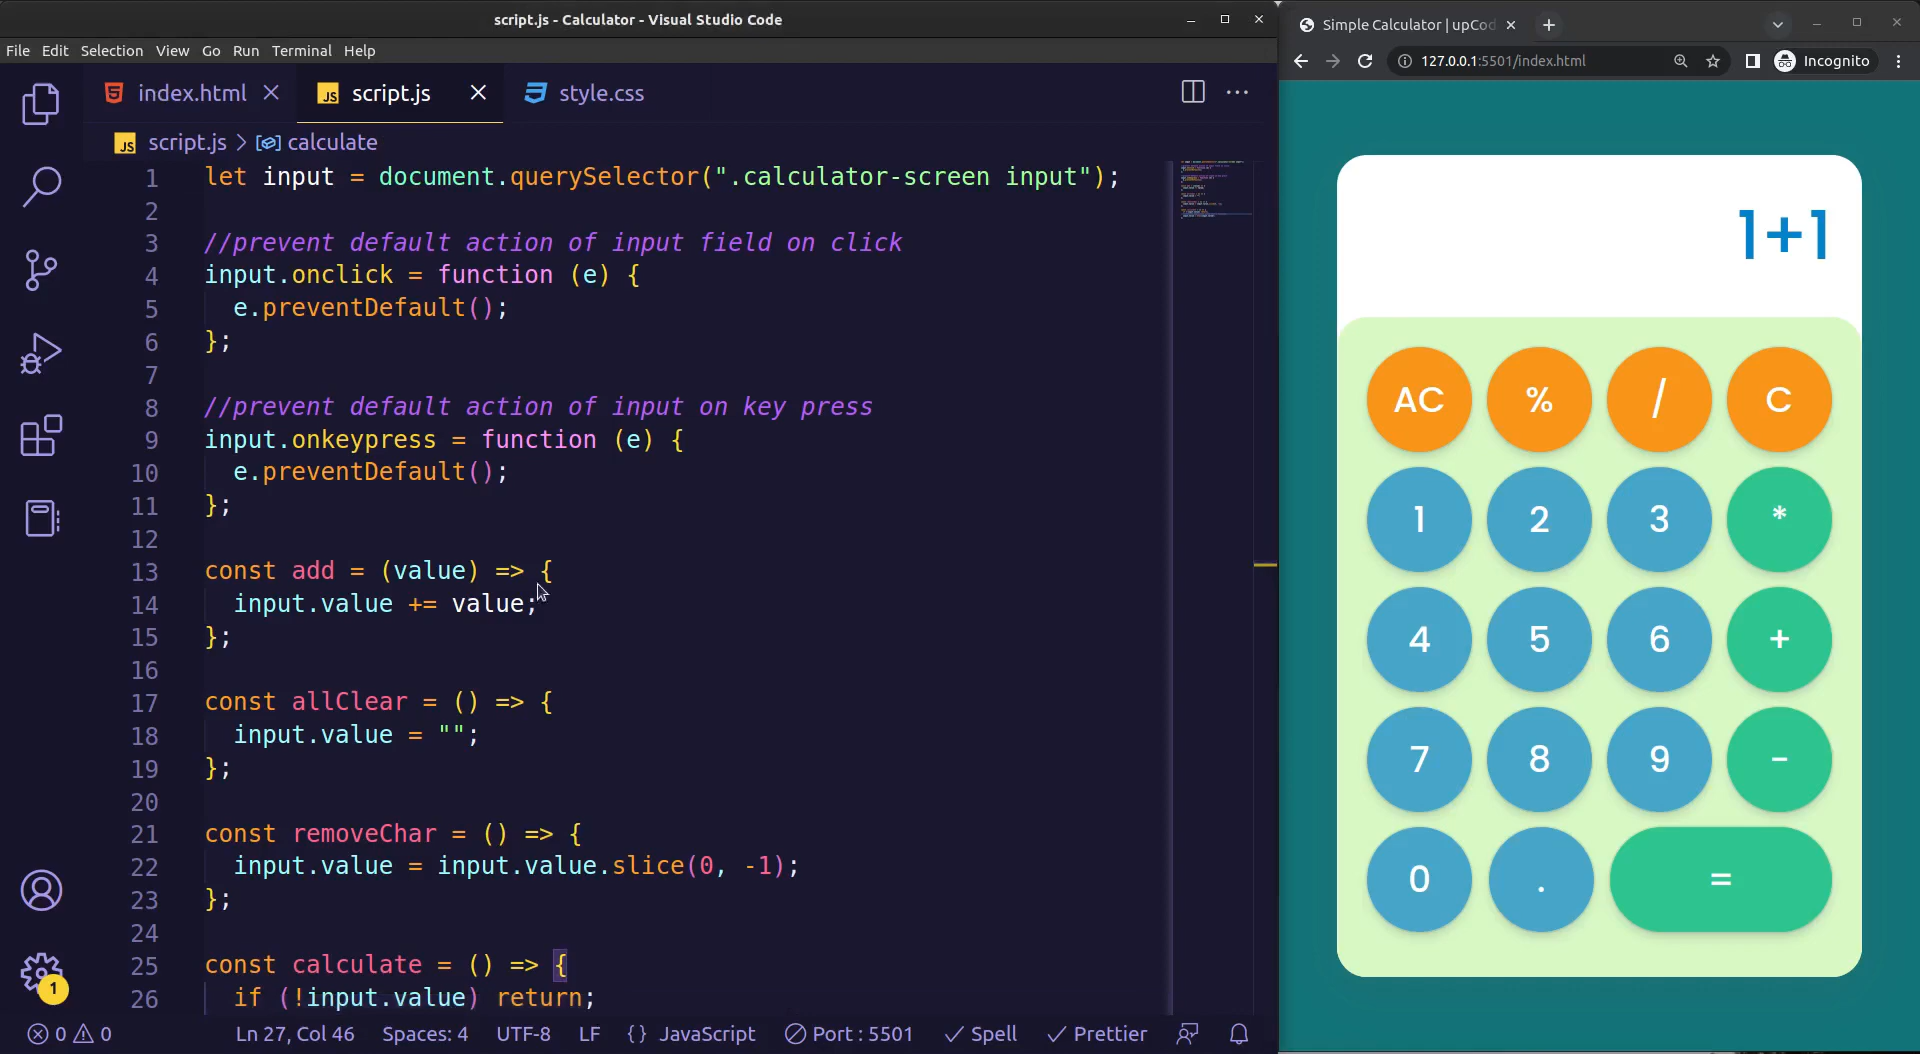 script.js - Calculator - Visual Studio Code
File Edit Selection View Go Run Terminal Help
index.html
script.js
style.css
script.js > calculate
1 let input = document.querySelector(".calculator-screen input");
2
3 //prevent default action of input field on click
4 input.onclick = function (e) {
5 e.preventDefault();
6 };
7
8 //prevent default action of input on key press
9 input.onkeypress = function (e) {
10 e.preventDefault();
11 };
12
13 const add = (value) => {
14 input.value += value;
15 };
16
17 const allClear = () => {
18 input.value = "";
19 };
20
21 const removeChar = () => {
22 input.value = input.value.slice(0, -1);
23 };
24
25 const calculate = () => {
26 if (!input.value) return;
1
0 0 Ln 27, Col 46 Spaces: 4 UTF-8 LF {} JavaScript Port : 5501 Spell Prettier
Simple Calculator | upCod
127.0.0.1:5501/index.html
Incognito
1+1
AC % / C
1 2 3 *
4 5 6 +
7 8 9 -
0 . =